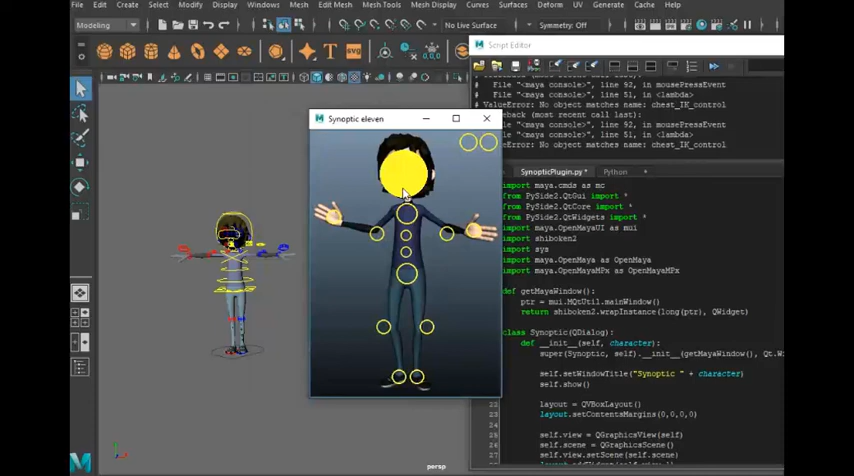 File Edit Create Select Modify Display Windows Mesh Edit Mesh Mesh Tools Mesh Display Curves Surfaces Deform UV Generate Cache Help
Modeling
No Live Surface
Symmetry: Off
svg
Script Editor
# File "<maya console>", line 92, in mousePressEvent
# File "<maya console>", line 51, in <lambda>
# ValueError: No object matches name: chest_IK_control
back (most recent call last):
line 92, in mousePressEvent
line 51, in <lambda>
No object matches name: chest_IK_control
Synoptic eleven
SynopticPlugin.py* Python
import maya.cmds as mc
from PySide2.QtGui import *
from PySide2.QtCore import *
from PySide2.QtWidgets import *
import maya.OpenMayaUI as mui
import shiboken2
import sys
import maya.OpenMaya as OpenMaya
import maya.OpenMayaMPx as OpenMayaMPx
def getMayaWindow():
ptr = mui.MQtUtil.mainWindow()
return shiboken2.wrapInstance(long(ptr), QWidget)
class Synoptic(QDialog):
def __init__(self, character):
super(Synoptic, self).__init__(getMayaWindow(), Qt.W
self.setWindowTitle("Synoptic " + character)
self.show()
22 layout = QVBoxLayout()
23 layout.setContentsMargins(0,0,0,0)
24
25 self.view = QGraphicsView(self)
26 self.scene = QGraphicsScene()
27 self.view.setScene(self.scene)
persp